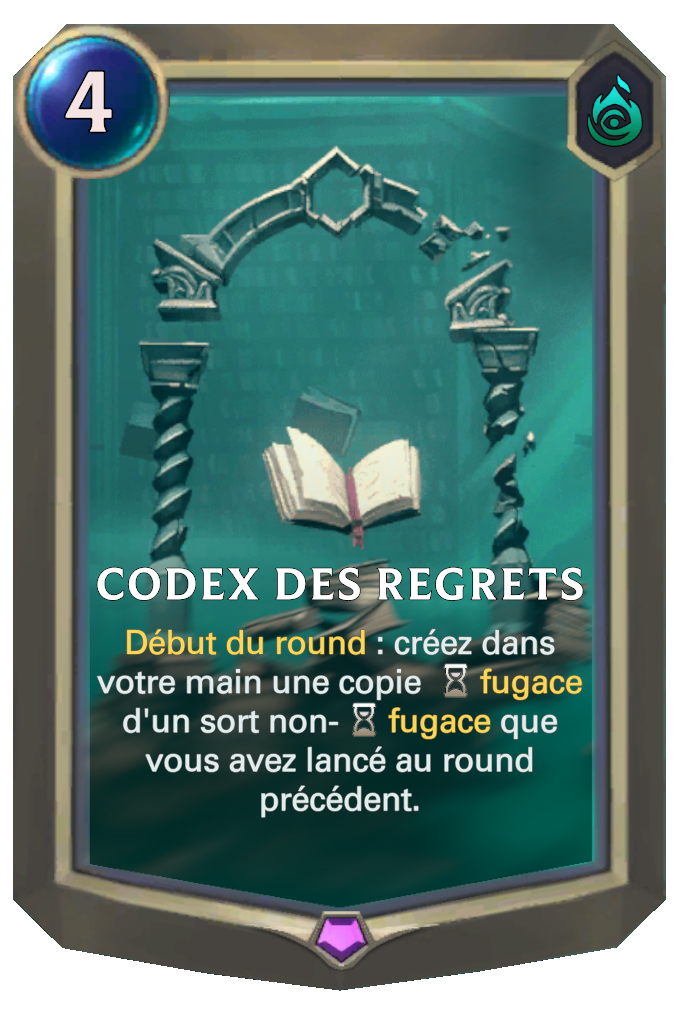 4
CODEX DES REGRETS
Début du round : créez dans
votre main une copie fugace
d'un sort non- fugace que
vous avez lancé au round
précédent.